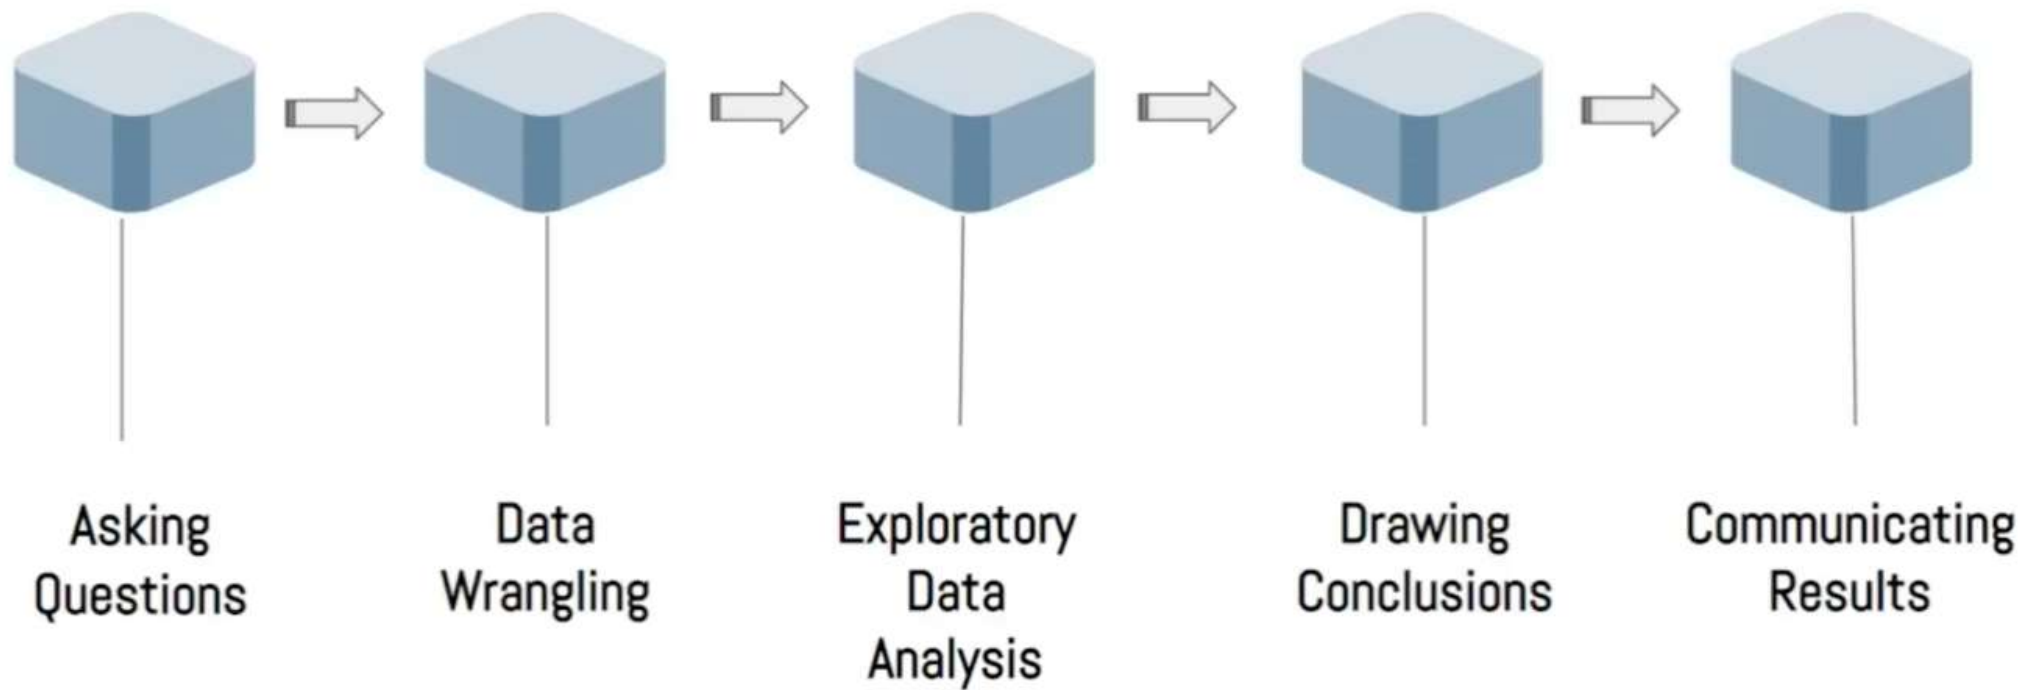 Asking
Questions
Data
Wrangling
Exploratory
Data
Analysis
Drawing
Conclusions
Communicating
Results